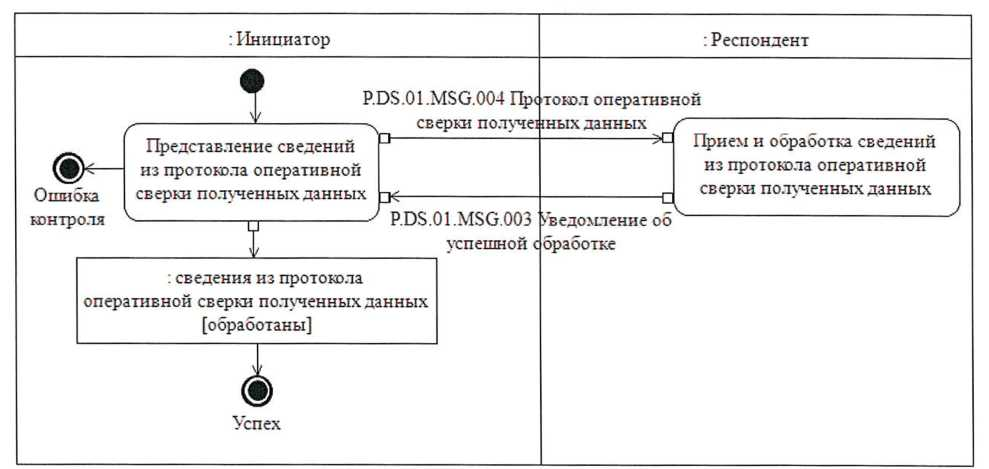 : Инициатор
: Респондент
P.DS.01.MSG.004 Протокол оперативной
сверки полученных данных
Представление сведений
из протокола оперативной
сверки полученных данных
Прием и обработка сведений
из протокола оперативной
сверки полученных данных
Ошибка
контроля
P.DS.01.MSG.003 Уведомление об
успешной обработке
: сведения из протокола
оперативной сверки полученных данных
[обработаны]
Успех